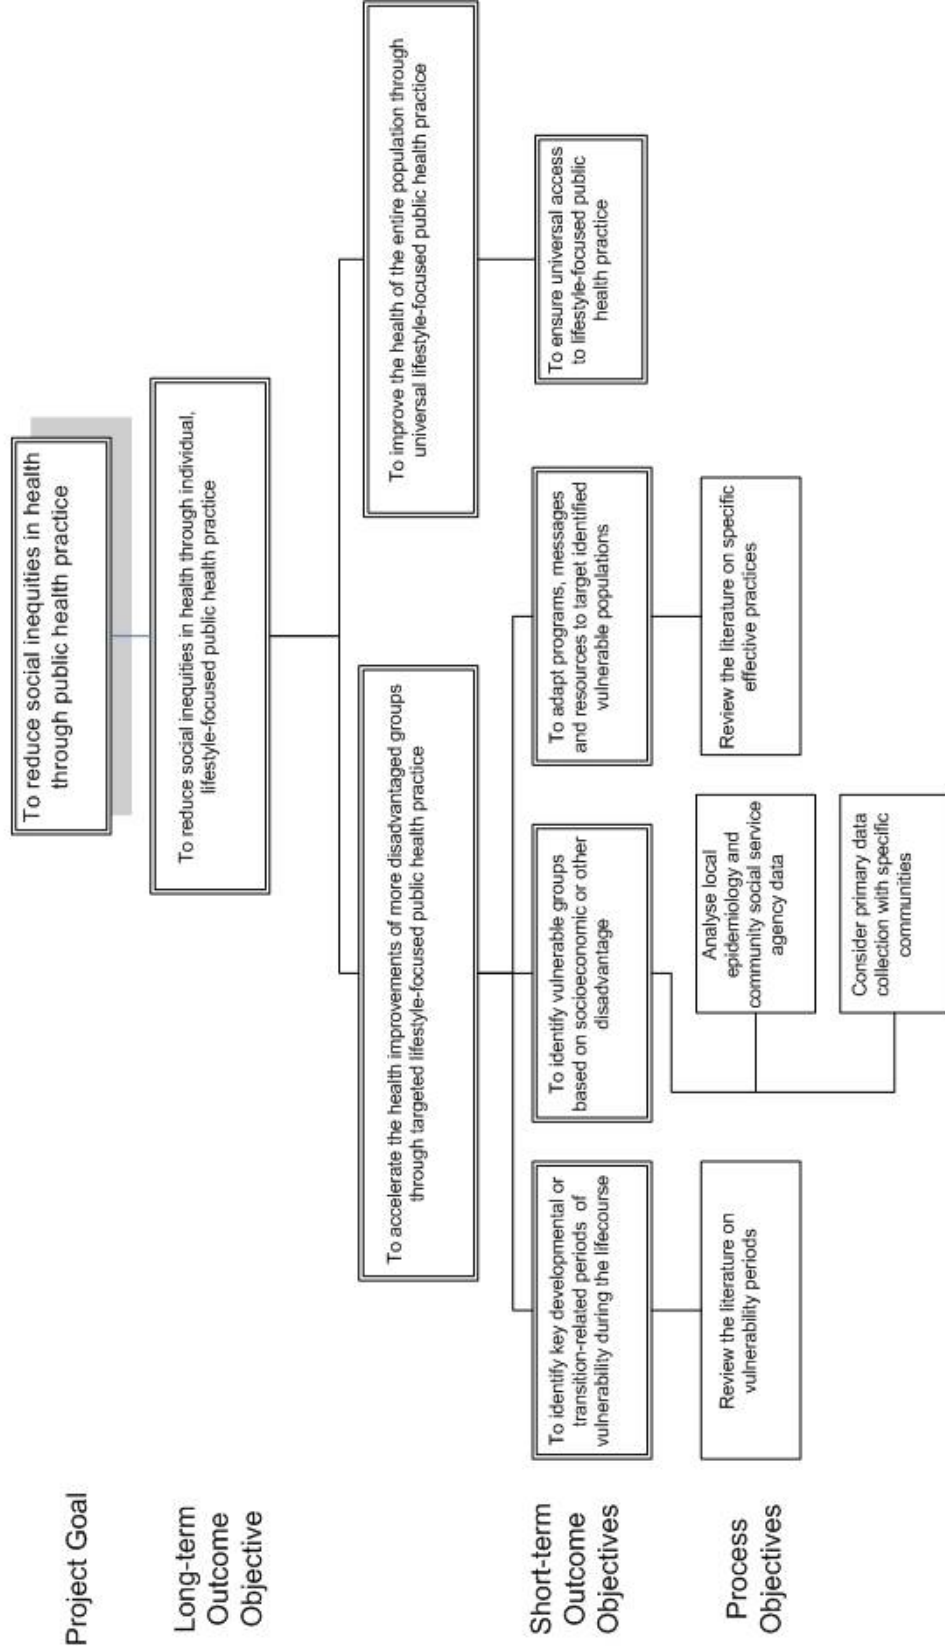 Project Goal
To reduce social inequities in health
through public health practice
Long-term
Outcome
Objective
To reduce social inequities in health through individual,
lifestyle-focused public health practice
To accelerate the health improvements of more disadvantaged groups
through targeted lifestyle-focused public health practice
To improve the health of the entire population through
universal lifestyle-focused public health practice
Short-term
Outcome
Objectives
To identify key developmental or
transition-related periods of
vulnerability during the lifecourse
To identify vulnerable groups
based on socioeconomic or other
disadvantage
To adapt programs, messages
and resources to target identified
vulnerable populations
To ensure universal access
to lifestyle-focused public
health practice
Process
Objectives
Review the literature on
vulnerability periods
Analyse local
epidemiology and
community social service
agency data
Consider primary data
collection with specific
communities
Review the literature on specific
effective practices